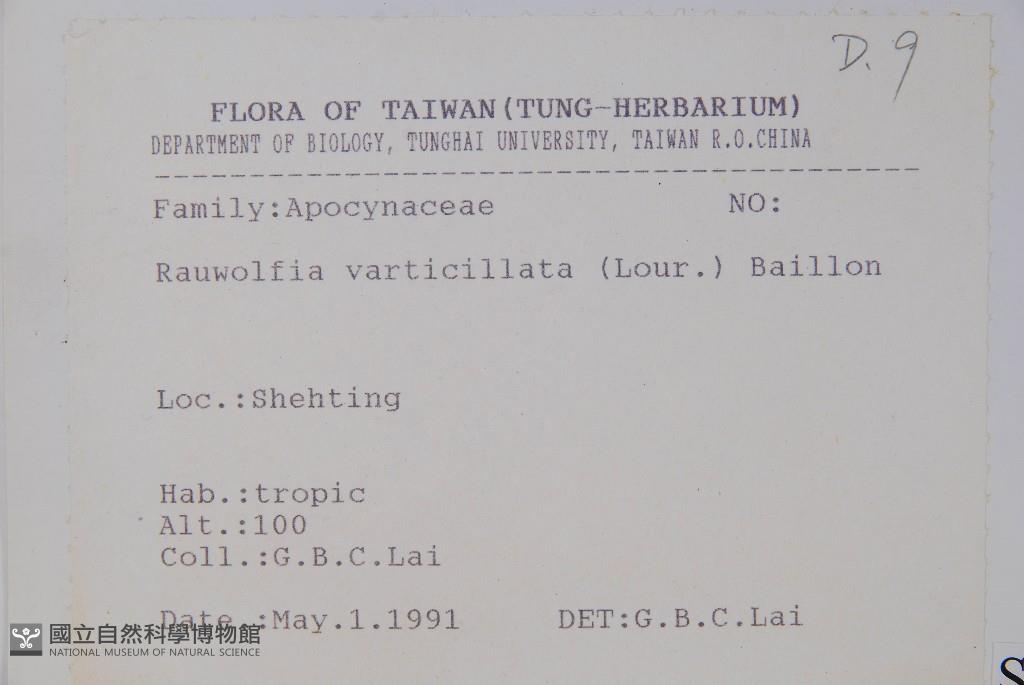 D. 9
FLORA OF TAIWAN(TUNG-HERBARIUM)
DEPARTMENT OF BIOLOGY, TUNGHAI UNIVERSITY, TAIWAN R.O.CHINA
Family:Apocynaceae NO:
Rauwolfia varticillata (Lour.) Baillon
Loc.:Shehting
Hab.:tropic
Alt.:100
Coll.:G.B.C.Lai
Date.:May.1.1991 DET:G.B.C.Lai
國立自然科學博物館
NATIONAL MUSEUM OF NATURAL SCIENCE